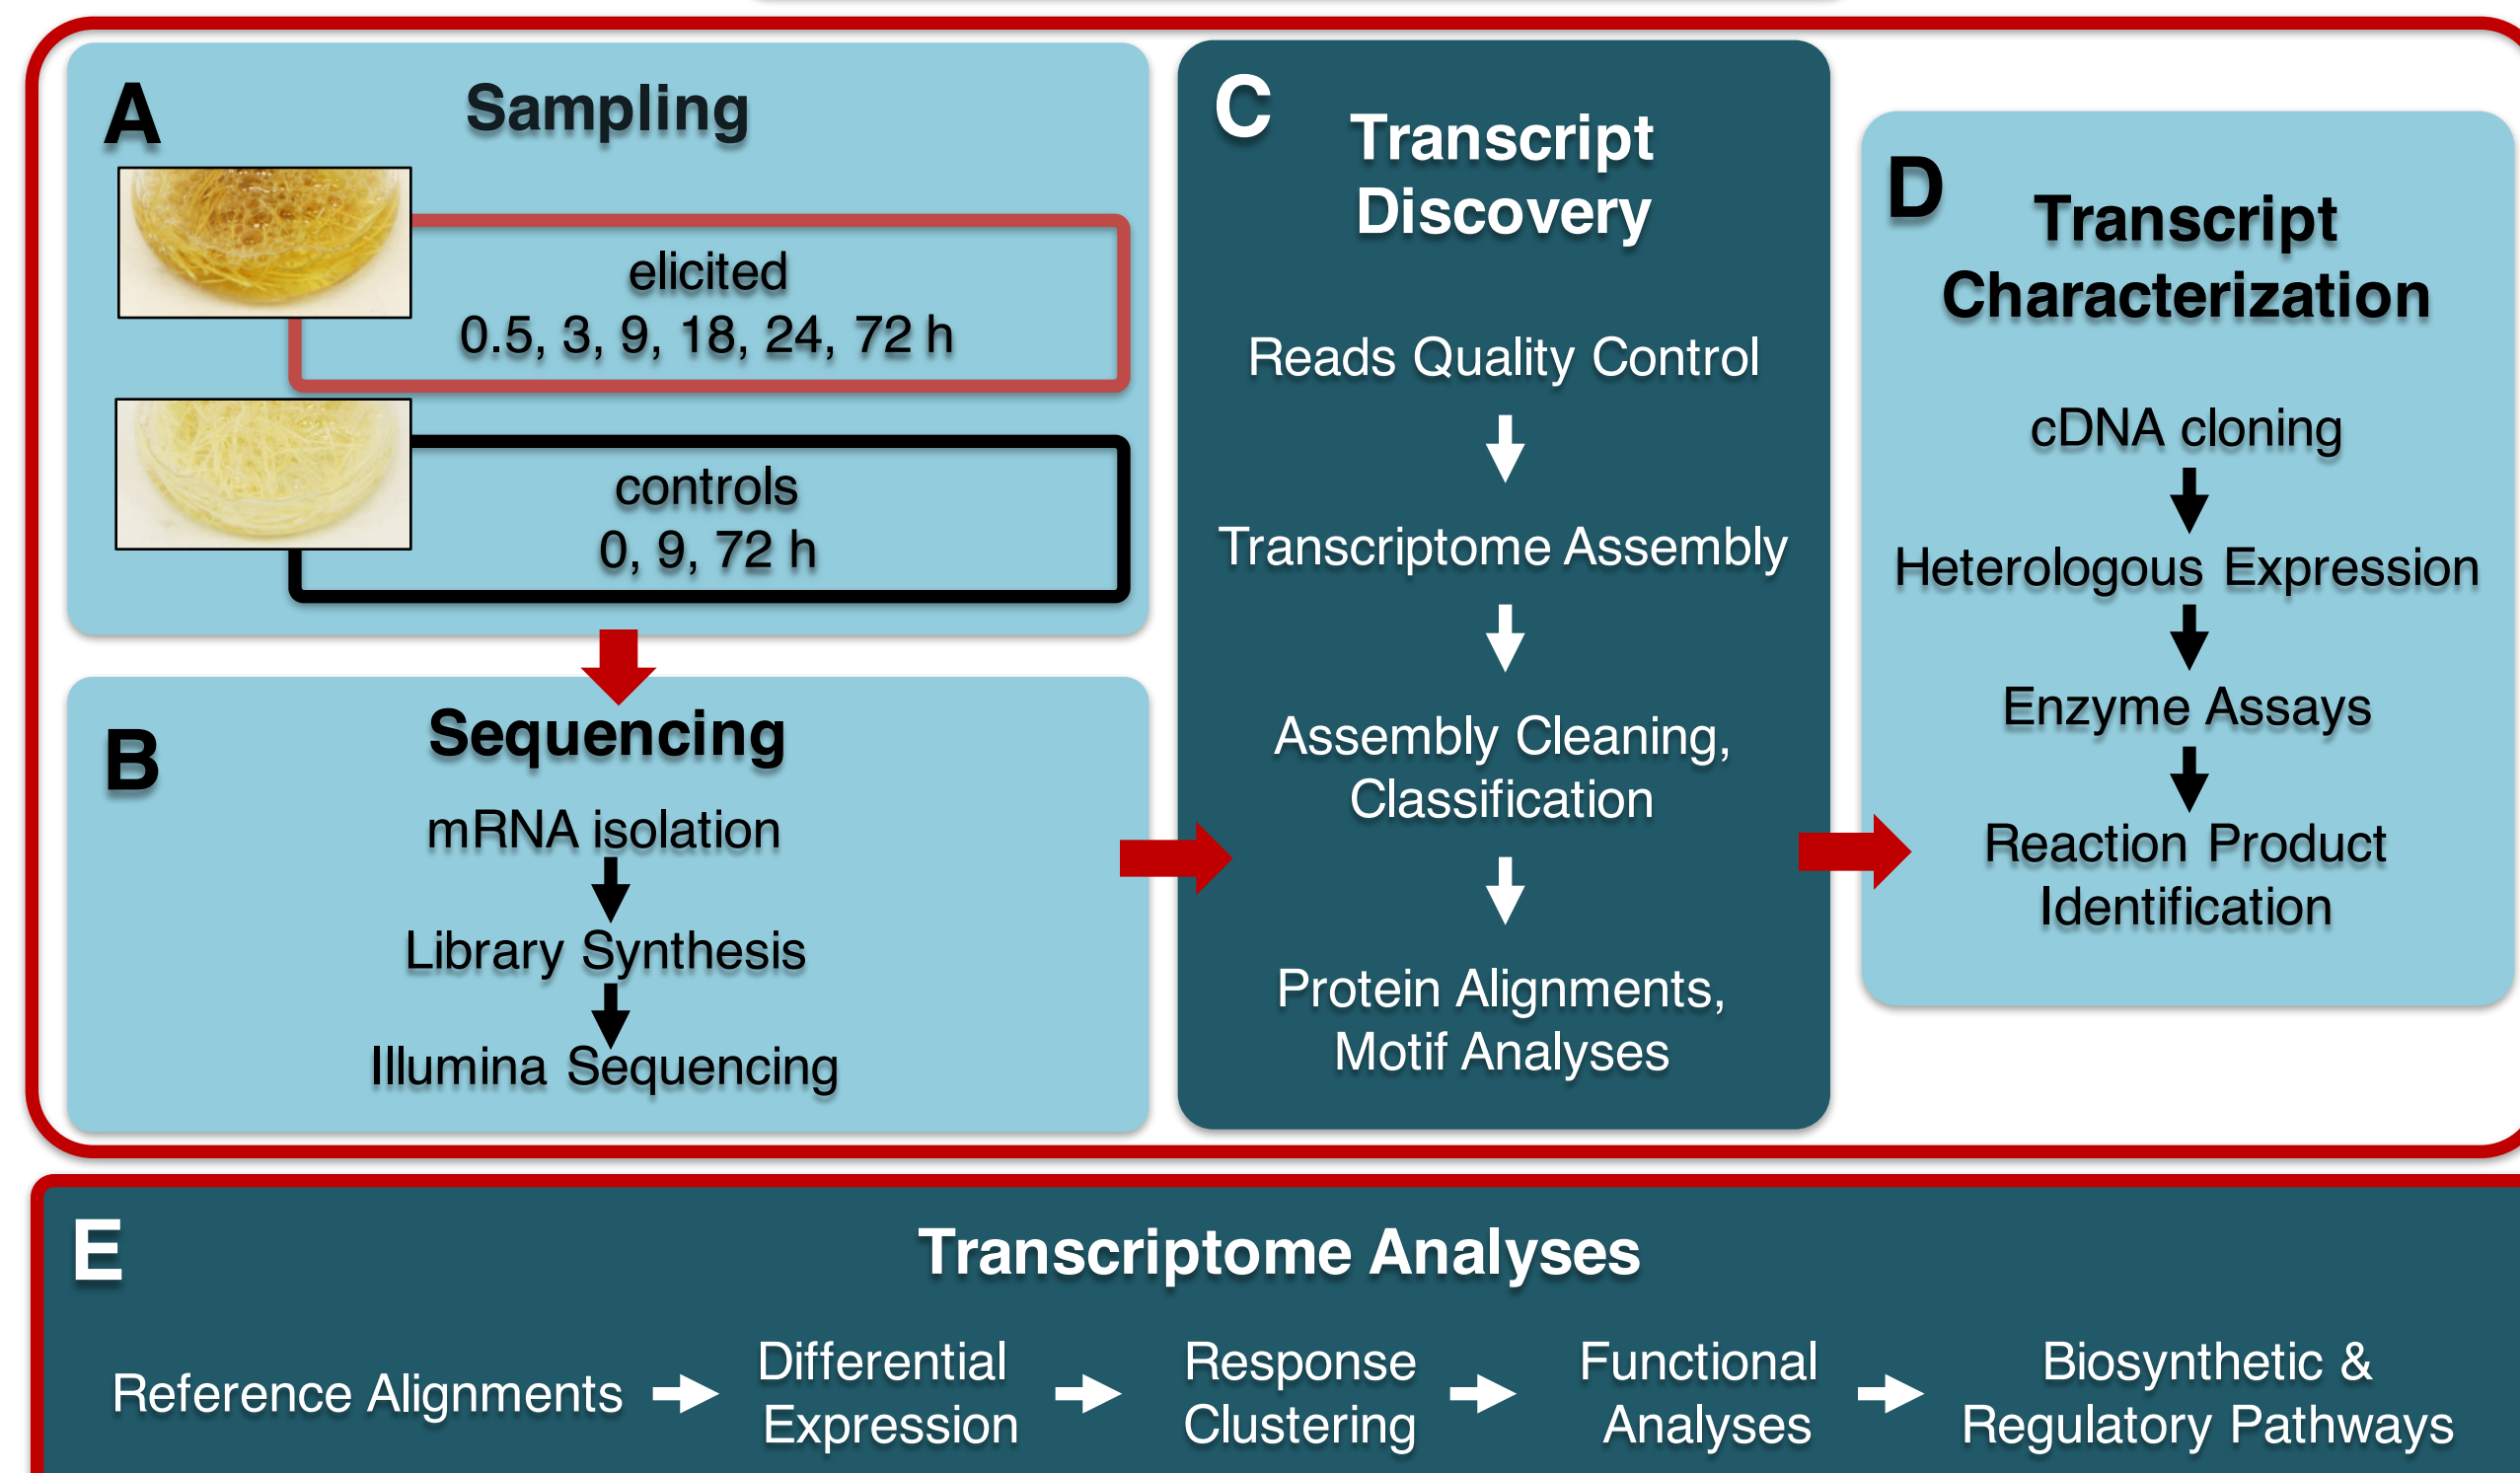 A
Sampling
elicited
0.5, 3, 9, 18, 24, 72 h
controls
0, 9, 72 h
B
Sequencing
mRNA isolation
Library Synthesis
Illumina Sequencing
C
Transcript
Discovery
Reads Quality Control
Transcriptome Assembly
Assembly Cleaning,
Classification
Protein Alignments,
Motif Analyses
D
Transcript
Characterization
cDNA cloning
Heterologous Expression
Enzyme Assays
Reaction Product
Identification
E
Transcriptome Analyses
Reference Alignments
Differential
Expression
Response
Clustering
Functional
Analyses
Biosynthetic &
Regulatory Pathways